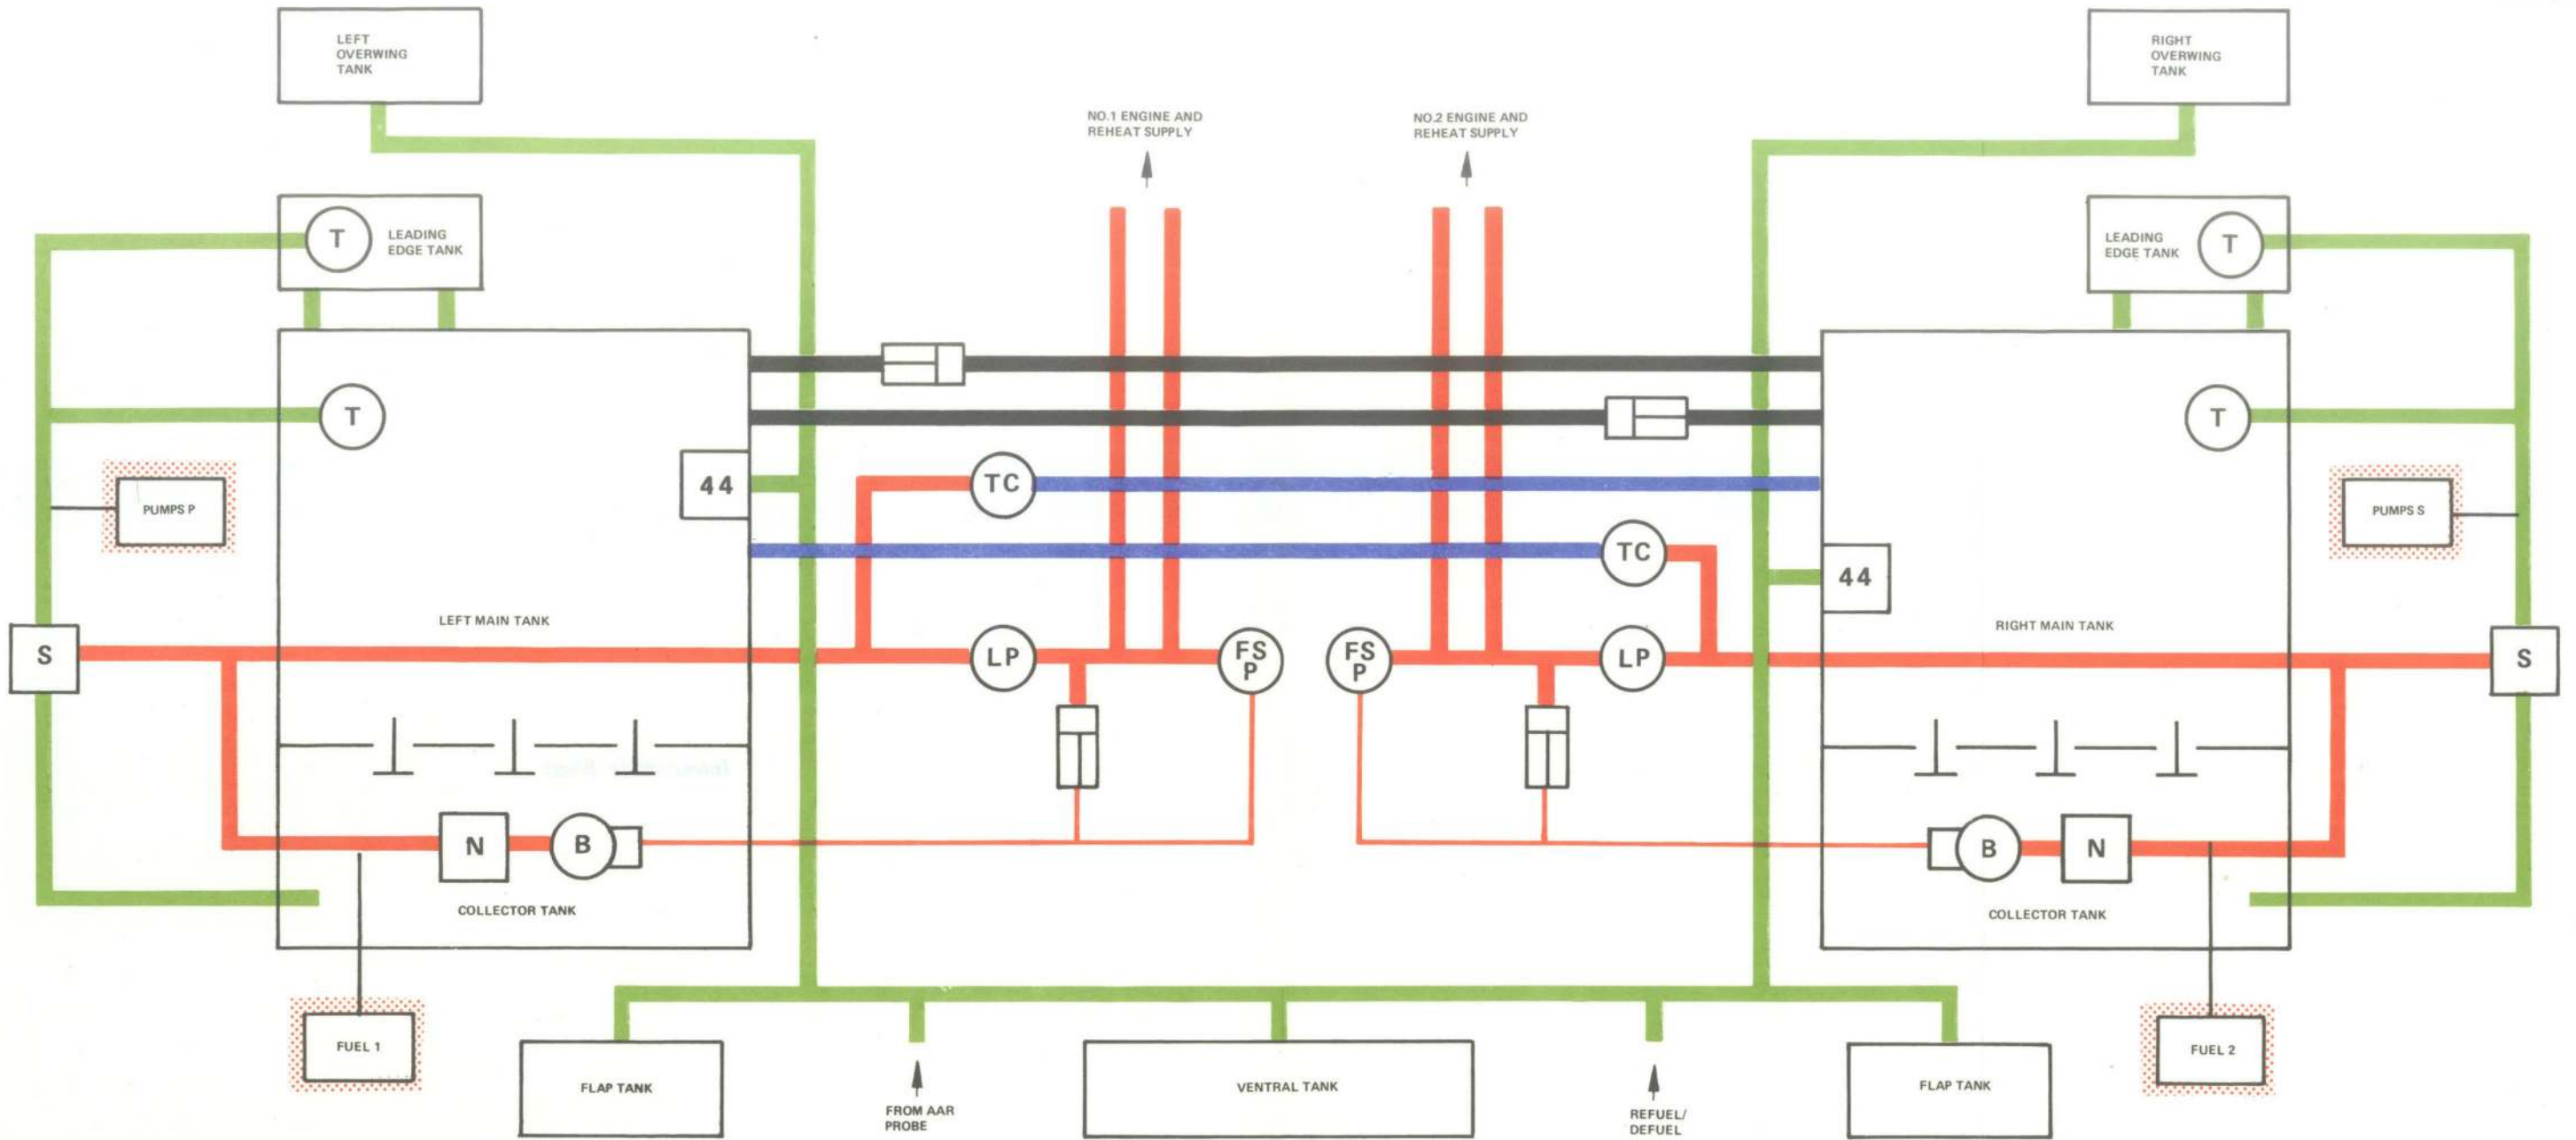 LEFT
OVERWING
TANK
RIGHT
OVERWING
TANK
NO.1 ENGINE AND
REHEAT SUPPLY
NO.2 ENGINE AND
REHEAT SUPPLY
T
LEADING
EDGE TANK
LEADING
EDGE TANK
T
T
T
44
TC
PUMPS P
PUMPS S
TC
44
LEFT MAIN TANK
RIGHT MAIN TANK
S
LP
FS
P
FS
P
LP
S
N
B
B
N
COLLECTOR TANK
COLLECTOR TANK
FUEL 1
FUEL 2
FLAP TANK
VENTRAL TANK
FLAP TANK
FROM AAR
PROBE
REFUEL/
DEFUEL